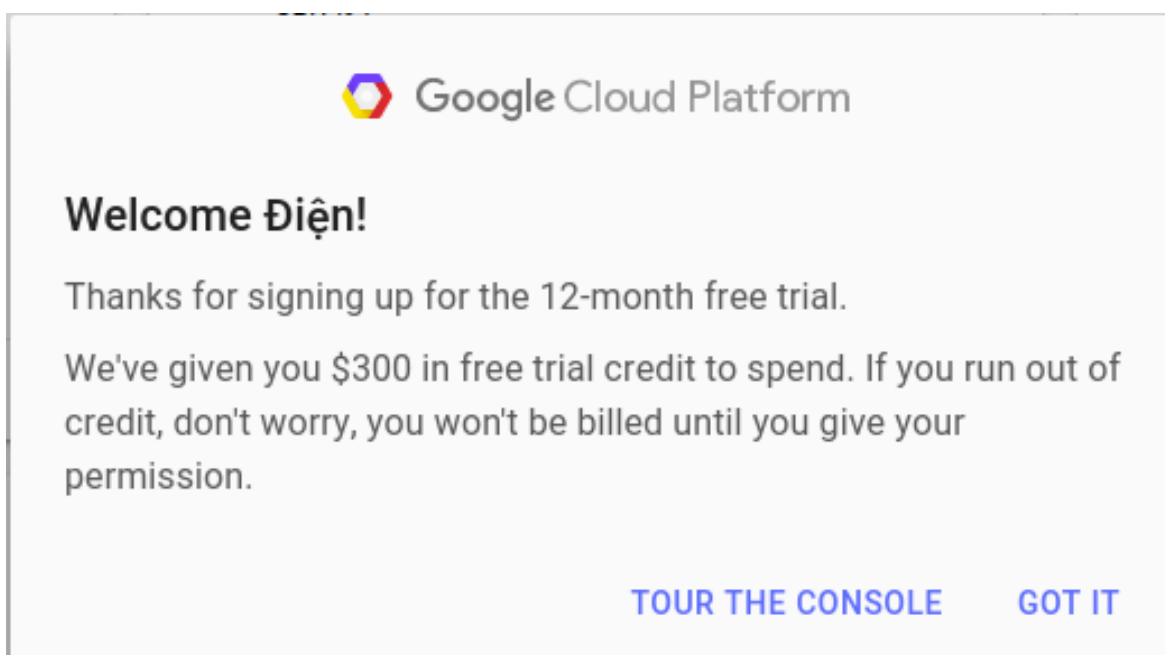 Google Cloud Platform
Welcome Điện!
Thanks for signing up for the 12-month free trial.
We've given you $300 in free trial credit to spend. If you run out of
credit, don't worry, you won't be billed until you give your
permission.
TOUR THE CONSOLE GOT IT